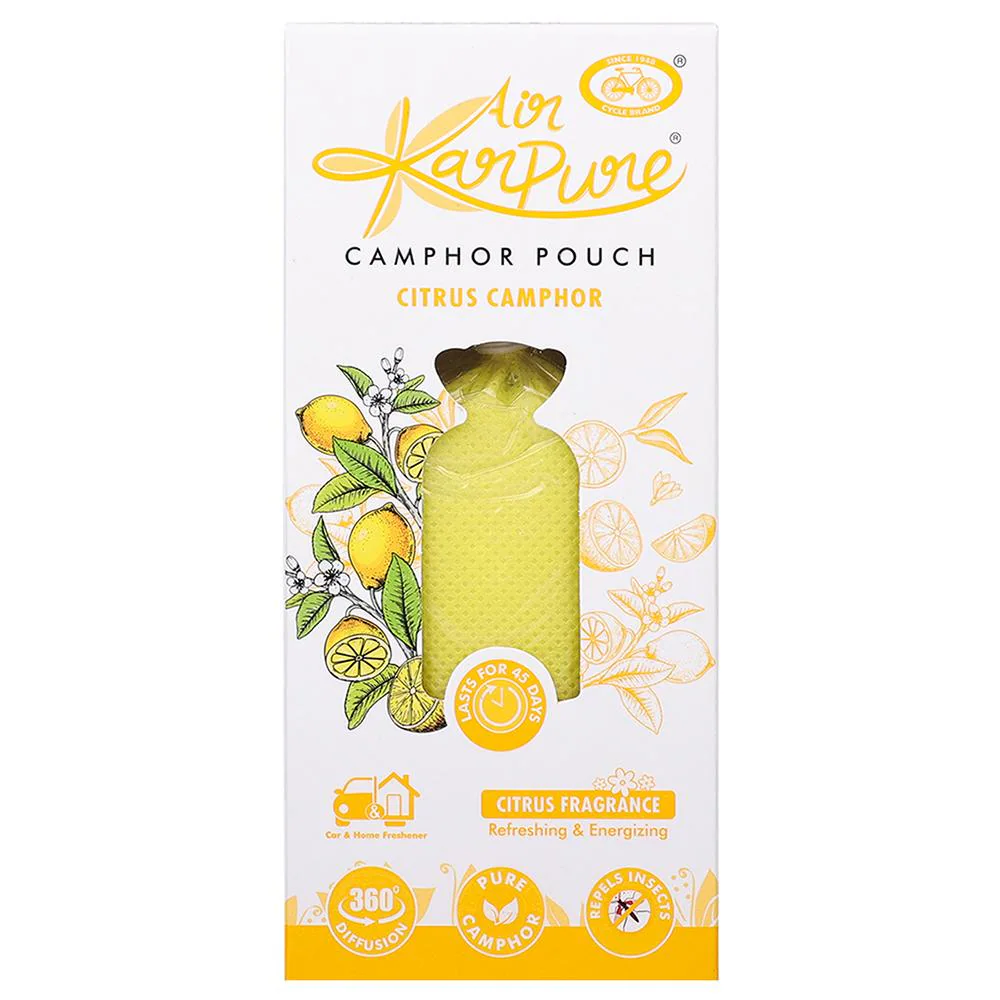 SINCE 1948
CYCLE BRAND
®
Air
KarPure®
CAMPHOR POUCH
CITRUS CAMPHOR
LASTS FOR 45 DAYS
&
Car & Home Freshener
CITRUS FRAGRANCE
Refreshing & Energizing
360°
DIFFUSION
PURE
CAMPHOR
REPELS INSECTS